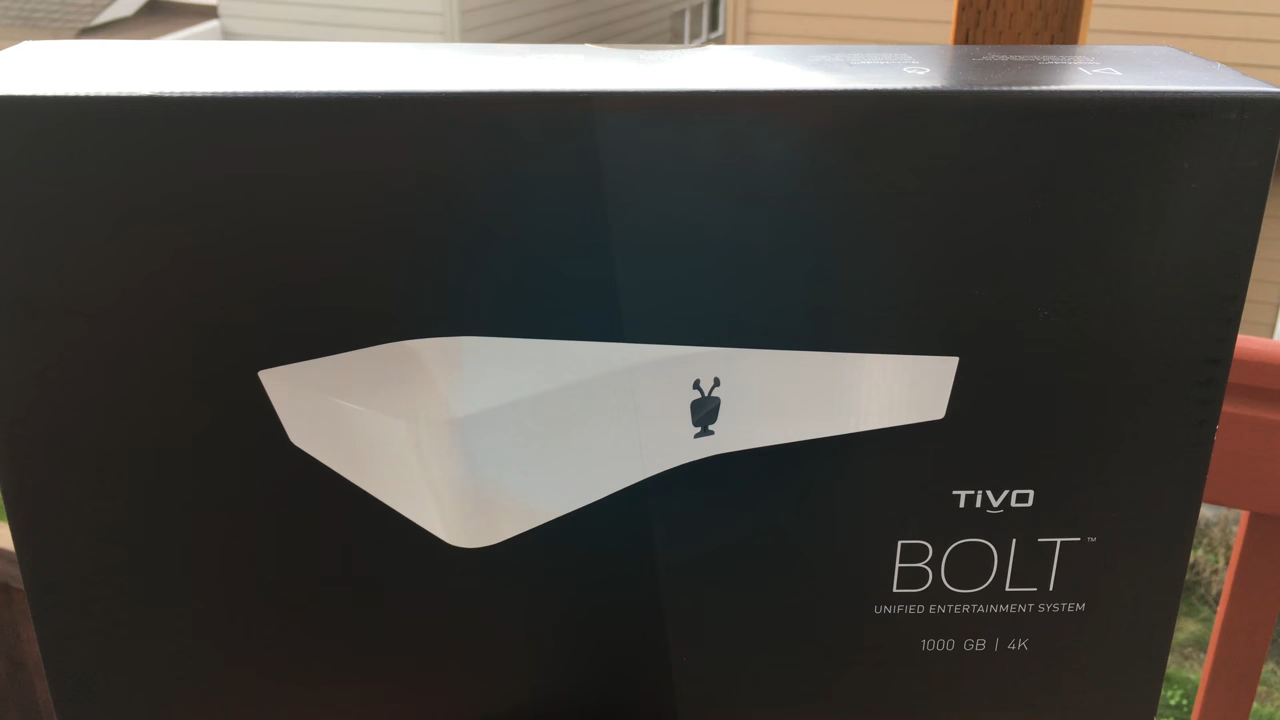 TiVo
BOLT™
UNIFIED ENTERTAINMENT SYSTEM
1000 GB | 4K